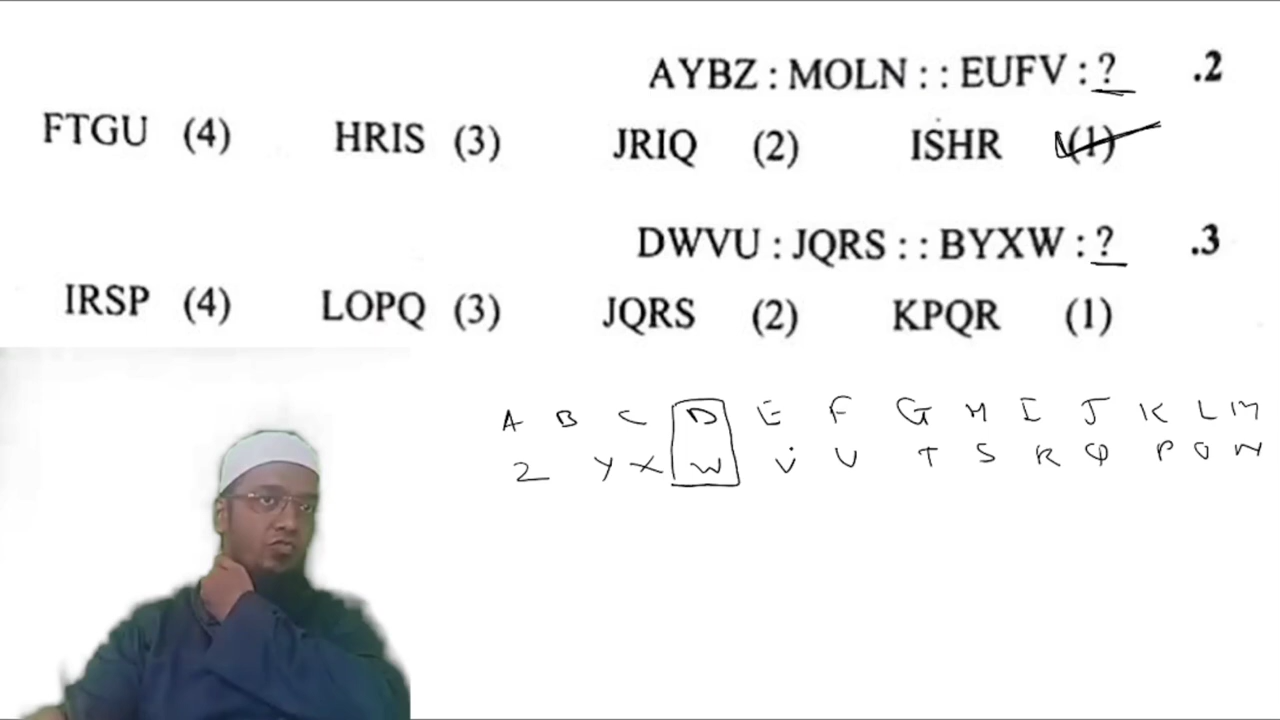 AYBZ : MOLN : : EUFV : ? .2
FTGU (4) HRIS (3) JRIQ (2) ISHR (1)
DWVU : JQRS : : BYXW : ? .3
IRSP (4) LOPQ (3) JQRS (2) KPQR (1)
A B C D E F G H I J K L M
Z Y X W V U T S R Q P O N